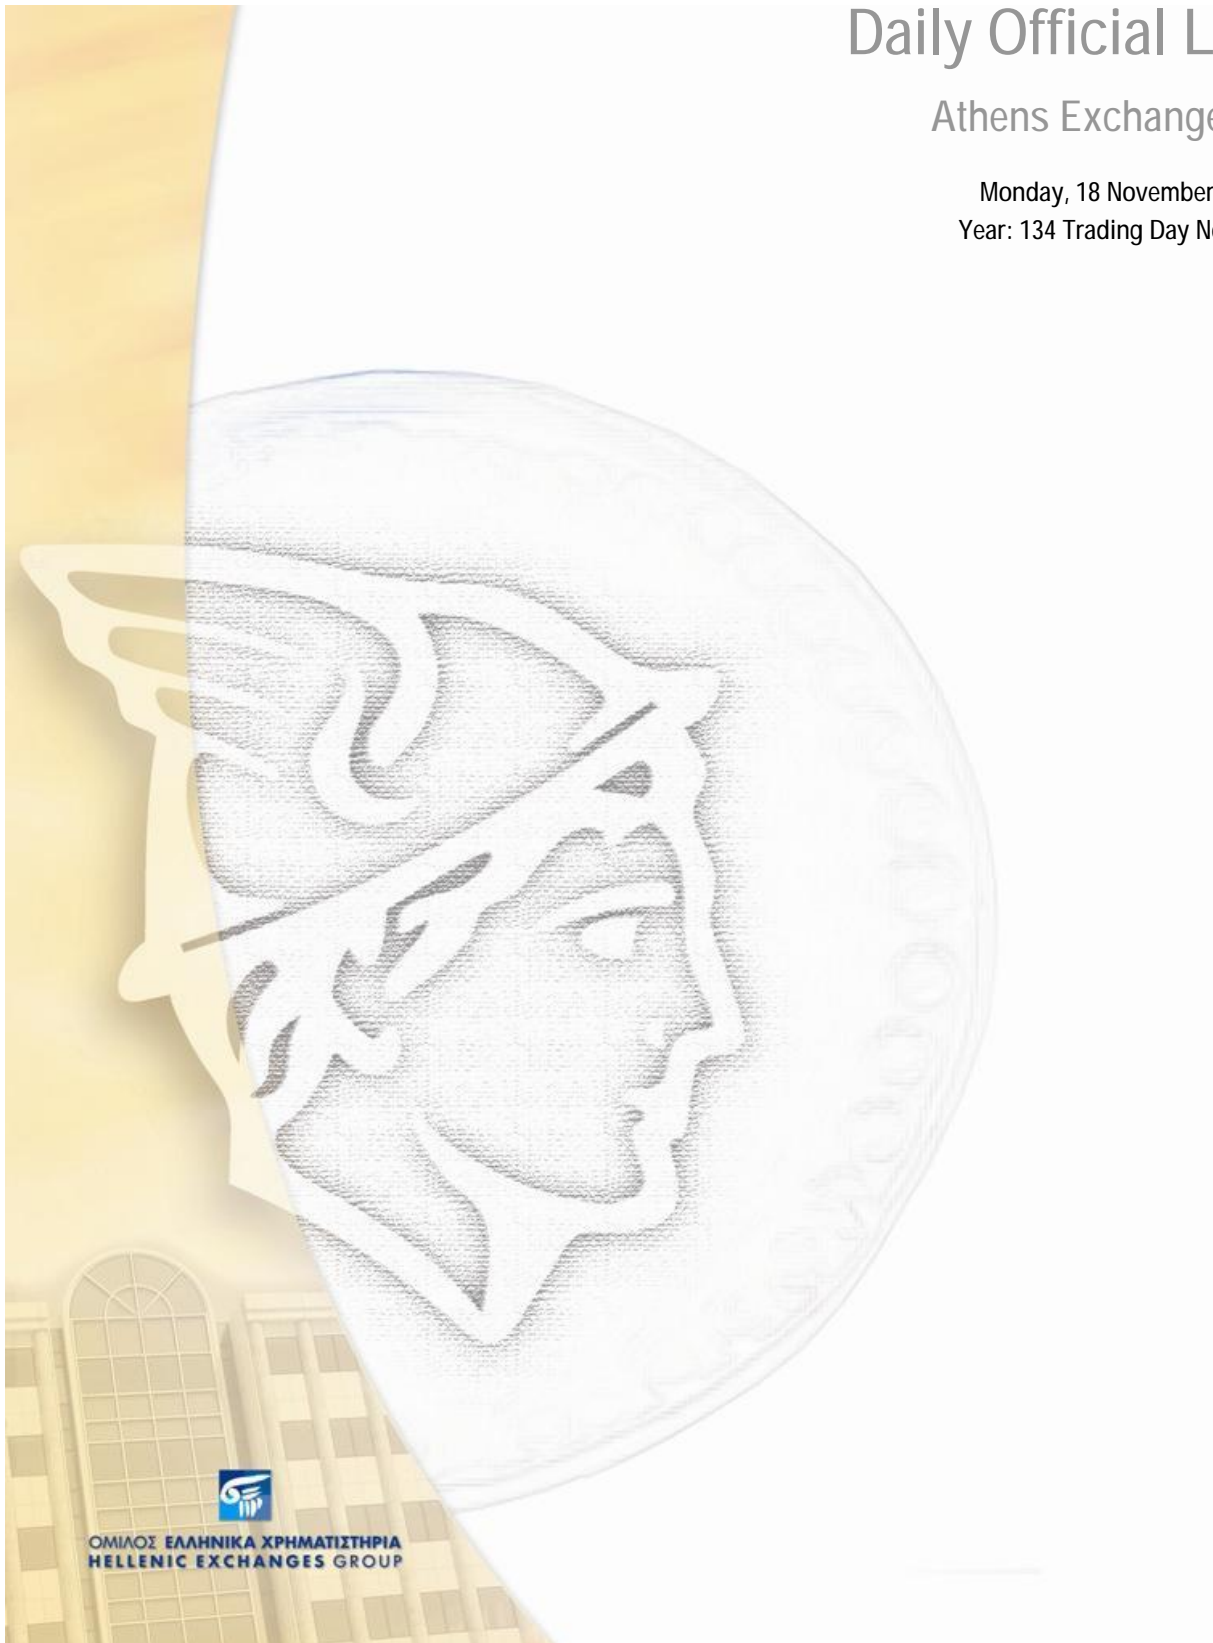 Daily Official L
Athens Exchange
Monday, 18 November
Year: 134 Trading Day N
ΟΜΙΛΟΣ ΕΛΛΗΝΙΚΑ ΧΡΗΜΑΤΙΣΤΗΡΙΑ
HELLENIC EXCHANGES GROUP